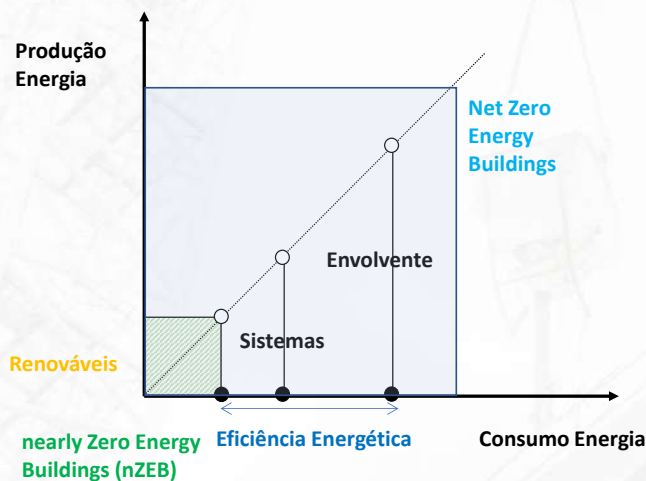 Produção
Energia
Net Zero
Energy
Buildings
Envolvente
Sistemas
Renováveis
nearly Zero Energy
Buildings (nZEB)
Eficiência Energética
Consumo Energia